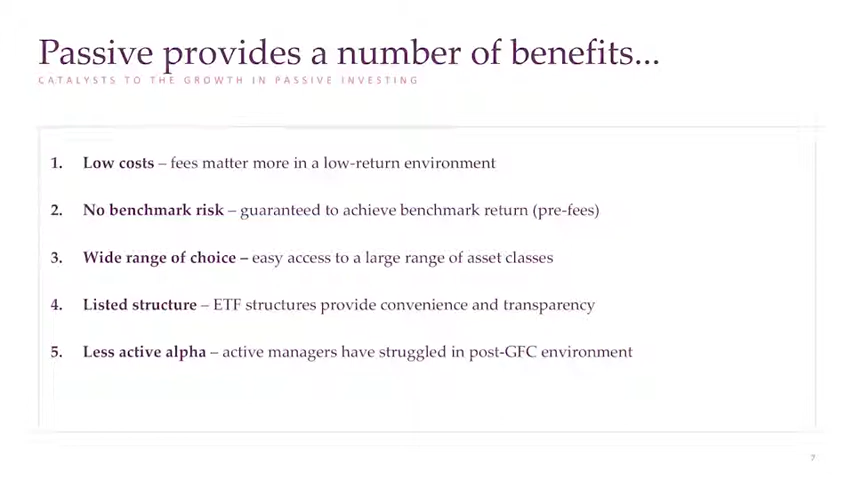 Passive provides a number of benefits...
CATALYSTS TO THE GROWTH IN PASSIVE INVESTING
1. Low costs – fees matter more in a low-return environment
2. No benchmark risk – guaranteed to achieve benchmark return (pre-fees)
3. Wide range of choice – easy access to a large range of asset classes
4. Listed structure – ETF structures provide convenience and transparency
5. Less active alpha – active managers have struggled in post-GFC environment
7